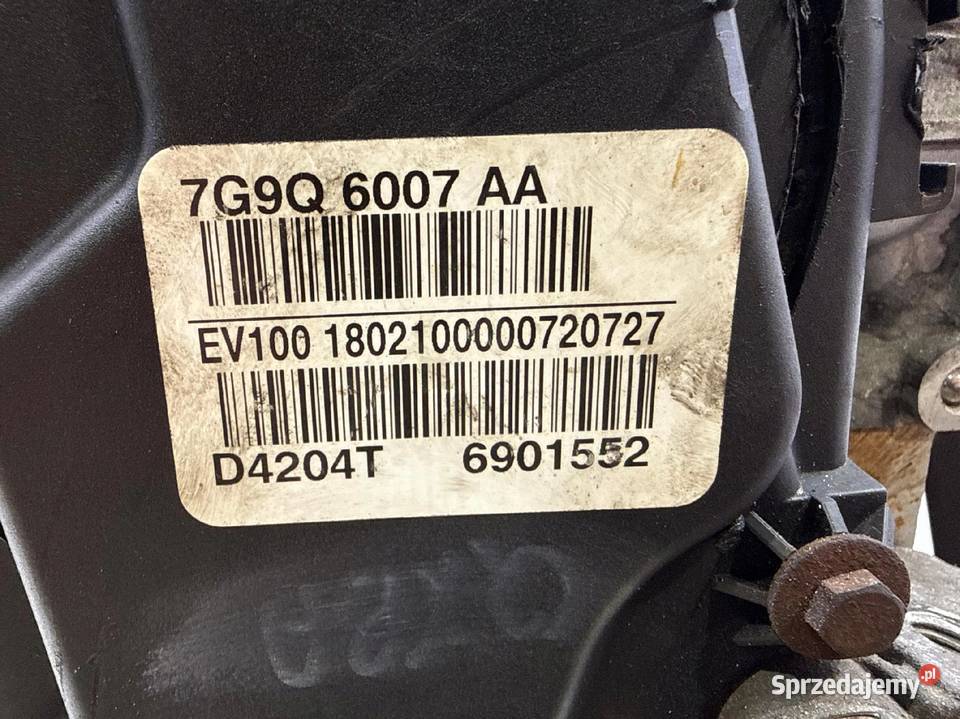 7G9Q 6007 AA
EV100 1802100000720727
D4204T 6901552
Sprzedajemy.pl